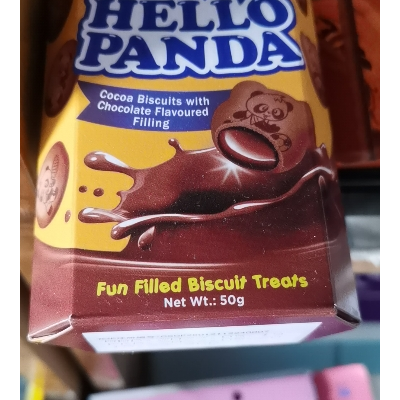 HELLO
PANDA
Cocoa Biscuits with
Chocolate Flavoured
Filling
Fun Filled Biscuit Treats
Net Wt.: 50g